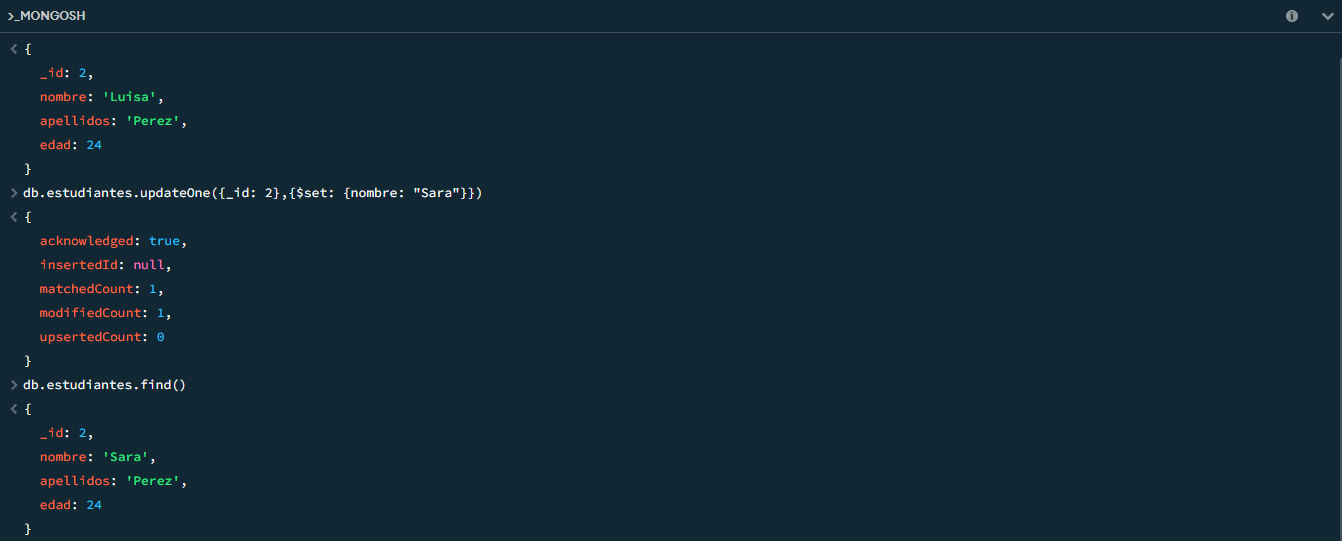 >_MONGOSH
{
_id: 2,
nombre: 'Luisa',
apellidos: 'Perez',
edad: 24
}
db.estudiantes.updateOne({_id: 2},{$set: {nombre: "Sara"}})
{
acknowledged: true,
insertedId: null,
matchedCount: 1,
modifiedCount: 1,
upsertedCount: 0
}
db.estudiantes.find()
{
_id: 2,
nombre: 'Sara',
apellidos: 'Perez',
edad: 24
}